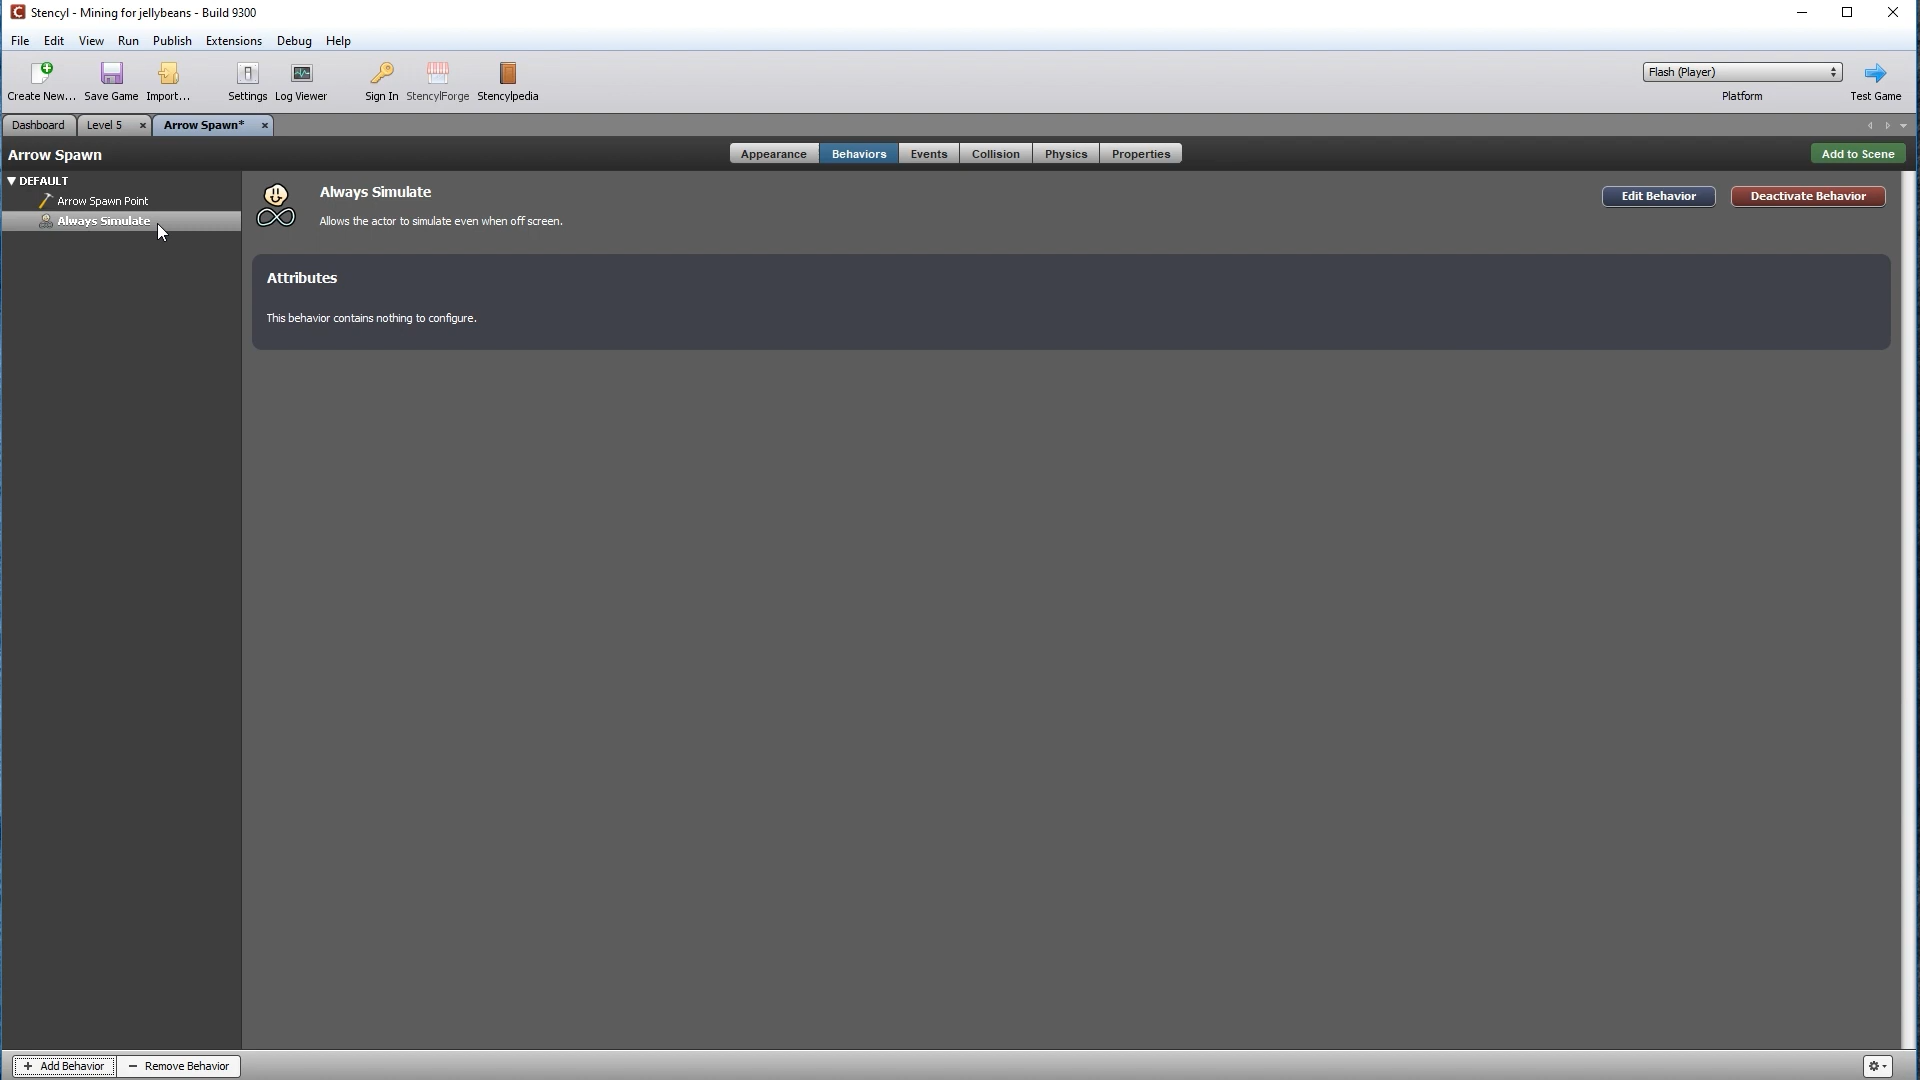 Stencyl - Mining for jellybeans - Build 9300
File Edit View Run Publish Extensions Debug Help
Create New... Save Game Import... Settings Log Viewer Sign In StencylForge Stencylpedia
Flash (Player)
Platform
Test Game
Dashboard Level 5 Arrow Spawn*
Arrow Spawn
Appearance Behaviors Events Collision Physics Properties
Add to Scene
DEFAULT
Arrow Spawn Point
Always Simulate
Always Simulate
Allows the actor to simulate even when off screen.
Edit Behavior Deactivate Behavior
Attributes
This behavior contains nothing to configure.
+ Add Behavior − Remove Behavior